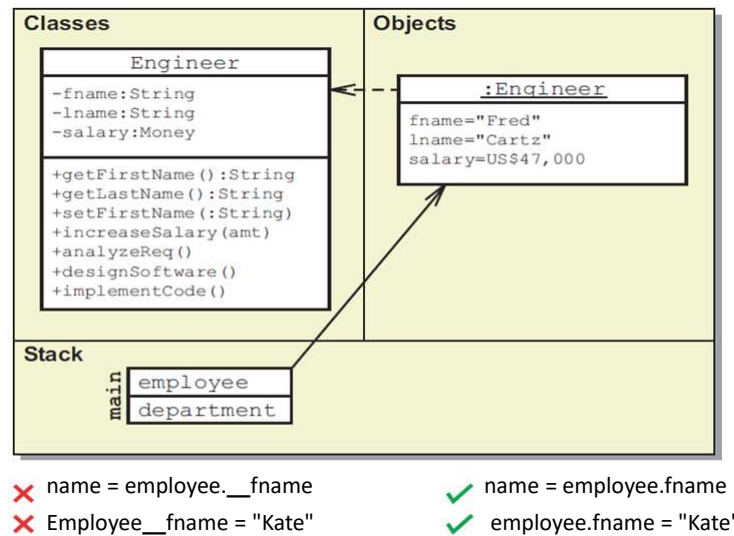 Classes
Objects
Engineer
-fname:String
-lname:String
-salary:Money
+getFirstName():String
+getLastName():String
+setFirstName(:String)
+increaseSalary(amt)
+analyzeReq()
+designSoftware()
+implementCode()
:Engineer
fname="Fred"
lname="Cartz"
salary=US$47,000
Stack
main
employee
department
name = employee.__fname
name = employee.fname
Employee__fname = "Kate"
employee.fname = "Kate"